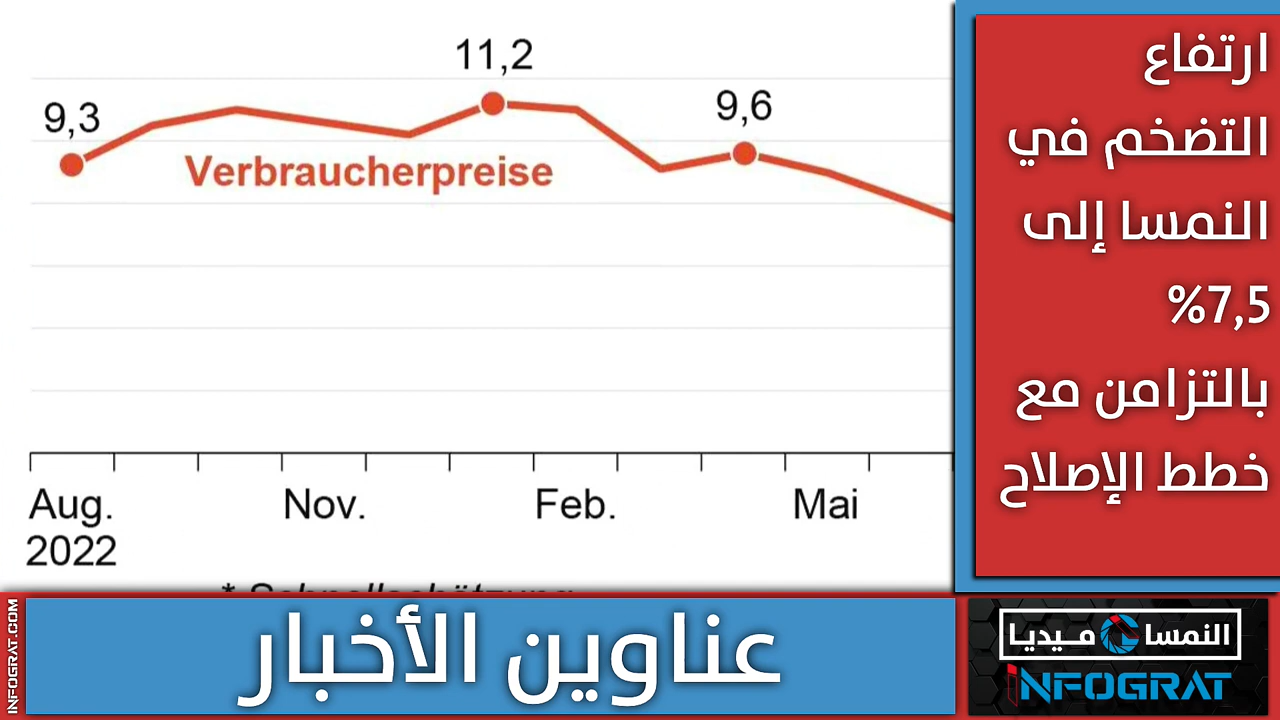 11,2
9,3
9,6
Verbraucherpreise
Aug.
Nov.
Feb.
Mai
2022
ارتفاع
التضخم في
النمسا إلى
%7,5
بالتزامن مع
خطط الإصلاح
عناوين الأخبار
INFOGRAT.COM
النمسا ميديا
iNFOGRAT